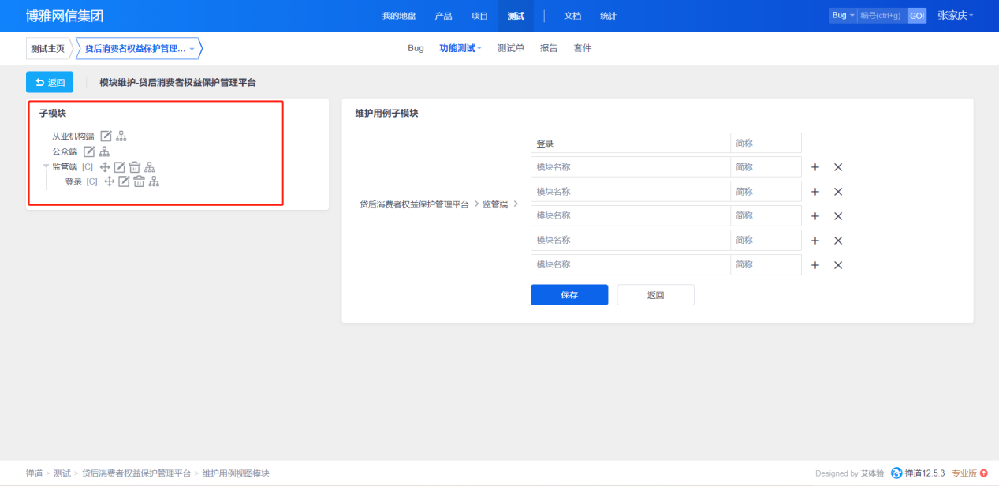 博雅网信集团
我的地盘 产品 项目 测试 文档 统计
Bug 编号(ctrl+g) GO! 张家庆
测试主页 贷后消费者权益保护管理...
Bug 功能测试 测试单 报告 套件
返回 模块维护-贷后消费者权益保护管理平台
子模块
从业机构端
公众端
监管端 [C]
登录 [C]
维护用例子模块
贷后消费者权益保护管理平台 > 监管端 >
登录 简称
模块名称 简称
模块名称 简称
模块名称 简称
模块名称 简称
模块名称 简称
保存 返回
禅道 > 测试 > 贷后消费者权益保护管理平台 > 维护用例视图模块
Designed by 艾体验 禅道12.5.3 专业版